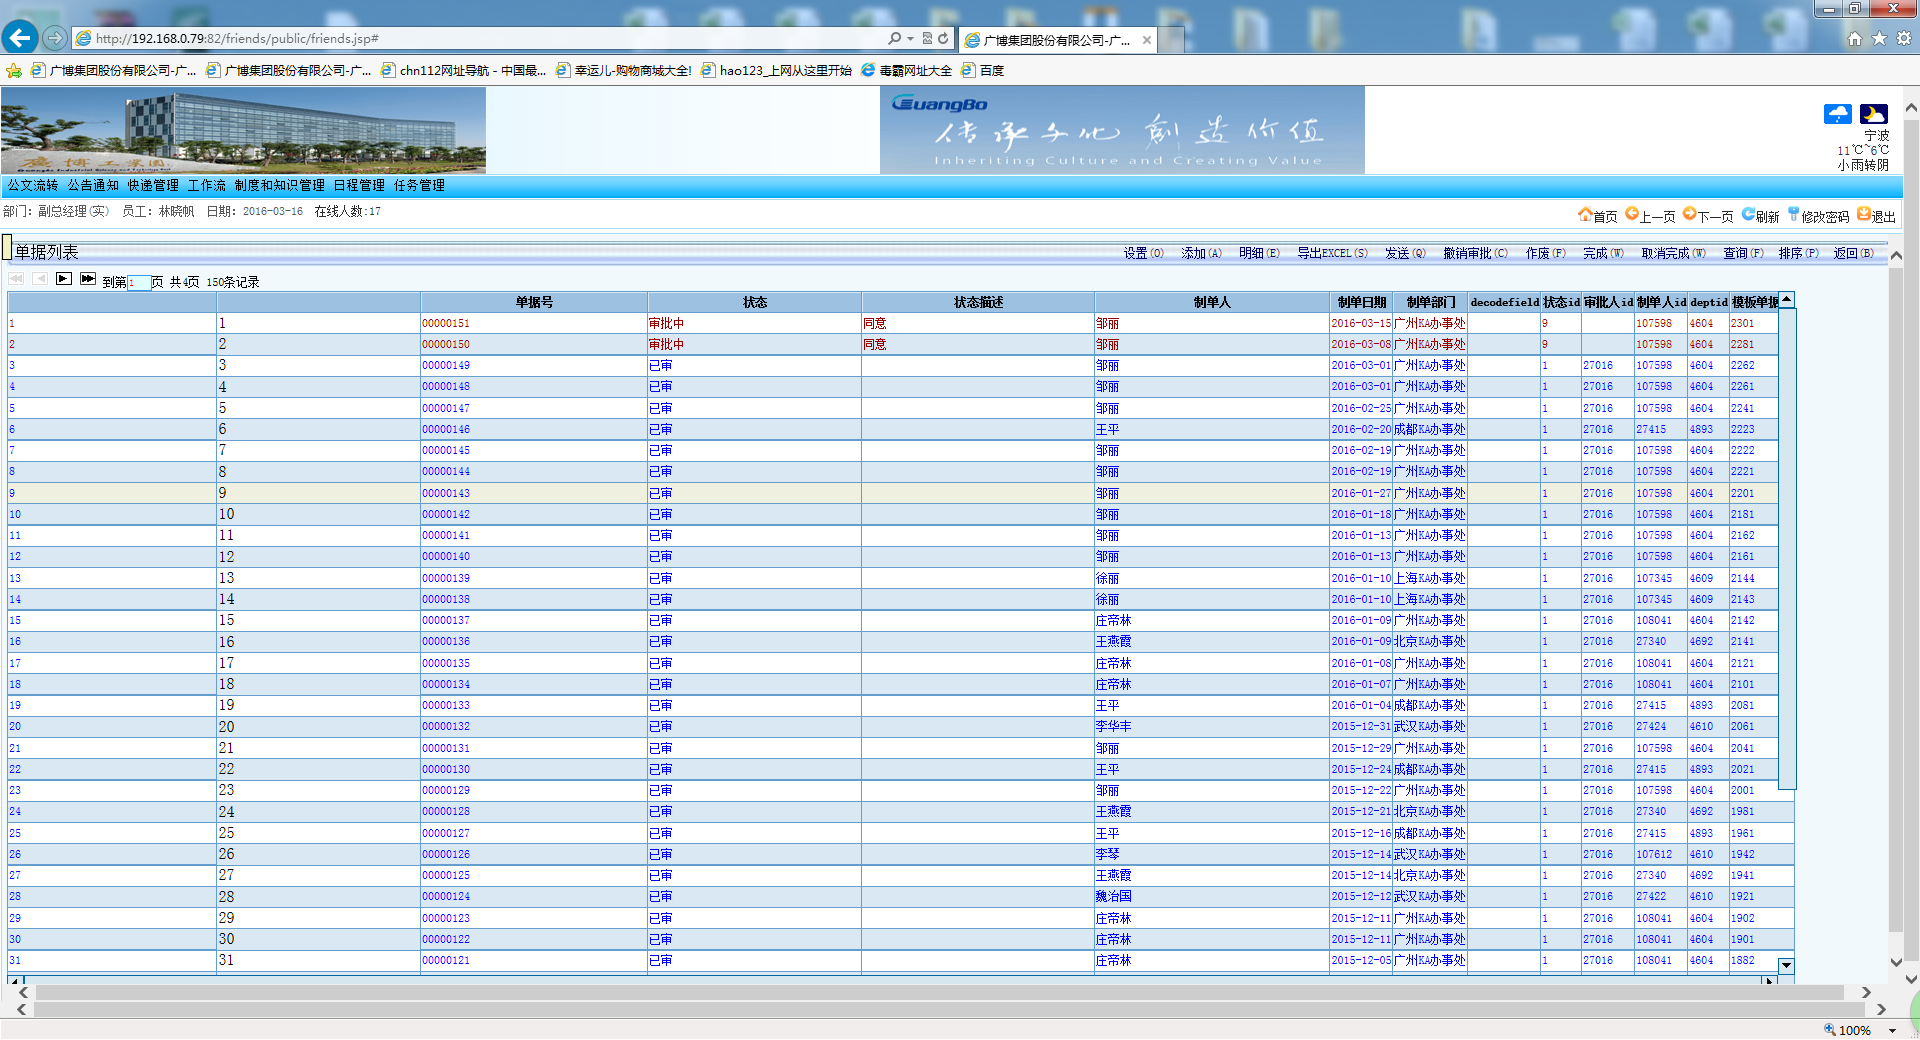 http://192.168.0.79:82/friends/public/friends.jsp#
广博集团股份有限公司-广...
广博集团股份有限公司-广... 广博集团股份有限公司-广... chn112网址导航 - 中国最... 幸运儿-购物商城大全! hao123_上网从这里开始 毒霸网址大全 百度
广博工业园
GuangBo
传承文化 創造价值
Inheriting Culture and Creating Value
宁波
11℃~6℃
小雨转阴
公文流转 公告通知 快递管理 工作流 制度和知识管理 日程管理 任务管理
部门: 副总经理(实) 员工: 林晓帆 日期: 2016-03-16 在线人数:17
首页 上一页 下一页 刷新 修改密码 退出
单据列表
设置(O) 添加(A) 明细(E) 导出EXCEL(S) 发送(Q) 撤销审批(C) 作废(F) 完成(W) 取消完成(W) 查询(F) 排序(P) 返回(B)
到第1页 共4页 150条记录
单据号 状态 状态描述 制单人 制单日期 制单部门 decodefield 状态id 审批人id 制单人id deptid 模板单据
1 1 00000151 审批中 同意 邹丽 2016-03-15 广州KA办事处 9 107598 4604 2301
2 2 00000150 审批中 同意 邹丽 2016-03-08 广州KA办事处 9 107598 4604 2281
3 3 00000149 已审 邹丽 2016-03-01 广州KA办事处 1 27016 107598 4604 2262
4 4 00000148 已审 邹丽 2016-03-01 广州KA办事处 1 27016 107598 4604 2261
5 5 00000147 已审 邹丽 2016-02-25 广州KA办事处 1 27016 107598 4604 2241
6 6 00000146 已审 王平 2016-02-20 成都KA办事处 1 27016 27415 4893 2223
7 7 00000145 已审 邹丽 2016-02-19 广州KA办事处 1 27016 107598 4604 2222
8 8 00000144 已审 邹丽 2016-02-19 广州KA办事处 1 27016 107598 4604 2221
9 9 00000143 已审 邹丽 2016-01-27 广州KA办事处 1 27016 107598 4604 2201
10 10 00000142 已审 邹丽 2016-01-18 广州KA办事处 1 27016 107598 4604 2181
11 11 00000141 已审 邹丽 2016-01-13 广州KA办事处 1 27016 107598 4604 2162
12 12 00000140 已审 邹丽 2016-01-13 广州KA办事处 1 27016 107598 4604 2161
13 13 00000139 已审 徐丽 2016-01-10 上海KA办事处 1 27016 107345 4609 2144
14 14 00000138 已审 徐丽 2016-01-10 上海KA办事处 1 27016 107345 4609 2143
15 15 00000137 已审 庄帝林 2016-01-09 广州KA办事处 1 27016 108041 4604 2142
16 16 00000136 已审 王燕霞 2016-01-09 北京KA办事处 1 27016 27340 4692 2141
17 17 00000135 已审 庄帝林 2016-01-08 广州KA办事处 1 27016 108041 4604 2121
18 18 00000134 已审 庄帝林 2016-01-07 广州KA办事处 1 27016 108041 4604 2101
19 19 00000133 已审 王平 2016-01-04 成都KA办事处 1 27016 27415 4893 2081
20 20 00000132 已审 李华丰 2015-12-31 武汉KA办事处 1 27016 27424 4610 2061
21 21 00000131 已审 邹丽 2015-12-29 广州KA办事处 1 27016 107598 4604 2041
22 22 00000130 已审 王平 2015-12-24 成都KA办事处 1 27016 27415 4893 2021
23 23 00000129 已审 邹丽 2015-12-22 广州KA办事处 1 27016 107598 4604 2001
24 24 00000128 已审 王燕霞 2015-12-21 北京KA办事处 1 27016 27340 4692 1981
25 25 00000127 已审 王平 2015-12-16 成都KA办事处 1 27016 27415 4893 1961
26 26 00000126 已审 李琴 2015-12-14 武汉KA办事处 1 27016 107612 4610 1942
27 27 00000125 已审 王燕霞 2015-12-14 北京KA办事处 1 27016 27340 4692 1941
28 28 00000124 已审 魏治国 2015-12-12 武汉KA办事处 1 27016 27422 4610 1921
29 29 00000123 已审 庄帝林 2015-12-11 广州KA办事处 1 27016 108041 4604 1902
30 30 00000122 已审 庄帝林 2015-12-11 广州KA办事处 1 27016 108041 4604 1901
31 31 00000121 已审 庄帝林 2015-12-05 广州KA办事处 1 27016 108041 4604 1882
100%